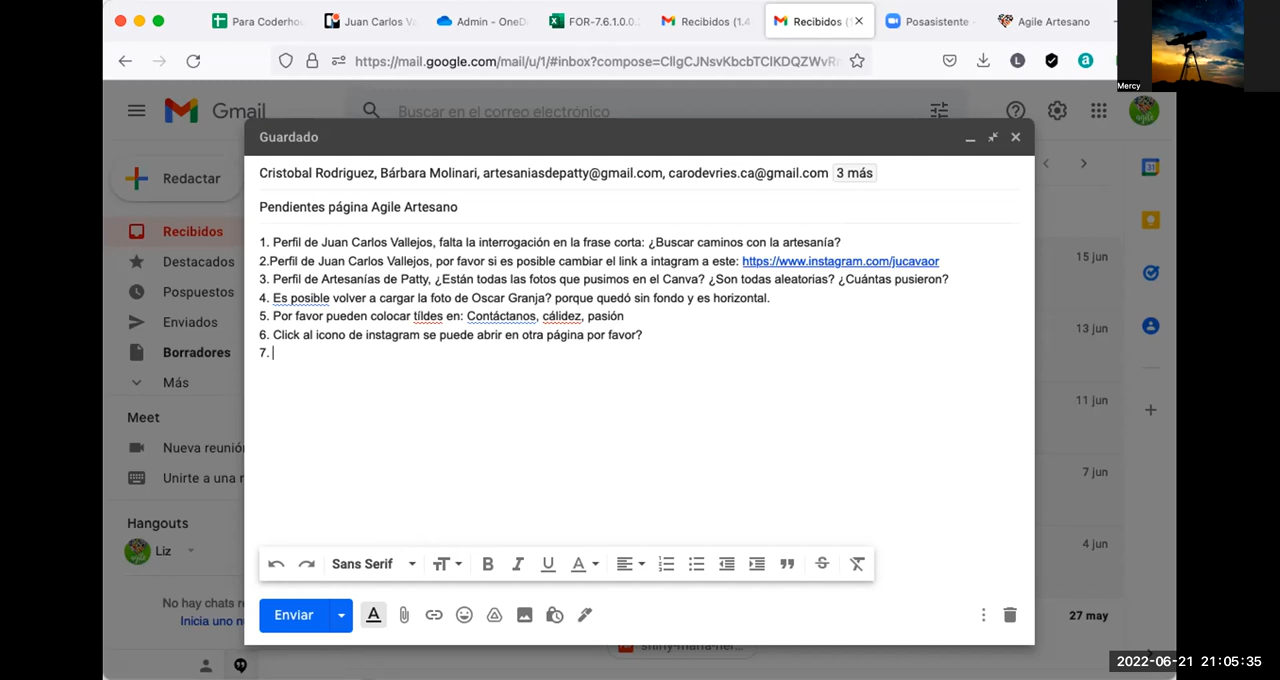 Para Coderho
Juan Carlos Va
Admin - OneD
FOR-7.6.1.0.0.
Recibidos (1.4
Recibidos (1
Posasistente -
Agile Artesano
https://mail.google.com/mail/u/1/#inbox?compose=CllgCJNsvKbcbTClKDQZWvR
Mercy
Gmail
Buscar en el correo electrónico
Redactar
Recibidos
Destacados
Pospuestos
Enviados
Borradores
Más
Meet
Nueva reunión
Unirte a una r
Hangouts
Liz
No hay chats re
Inicia uno nu
Guardado
Cristobal Rodriguez, Bárbara Molinari, artesaniasdepatty@gmail.com, carodevries.ca@gmail.com 3 más
Pendientes página Agile Artesano
1. Perfil de Juan Carlos Vallejos, falta la interrogación en la frase corta: ¿Buscar caminos con la artesanía?
2.Perfil de Juan Carlos Vallejos, por favor si es posible cambiar el link a intagram a este: https://www.instagram.com/jucavaor
3. Perfil de Artesanías de Patty, ¿Están todas las fotos que pusimos en el Canva? ¿Son todas aleatorias? ¿Cuántas pusieron?
4. Es posible volver a cargar la foto de Oscar Granja? porque quedó sin fondo y es horizontal.
5. Por favor pueden colocar tíldes en: Contáctanos, cálidez, pasión
6. Click al icono de instagram se puede abrir en otra página por favor?
7.
Sans Serif
Enviar
15 jun
13 jun
11 jun
7 jun
4 jun
27 may
2022-06-21 21:05:35